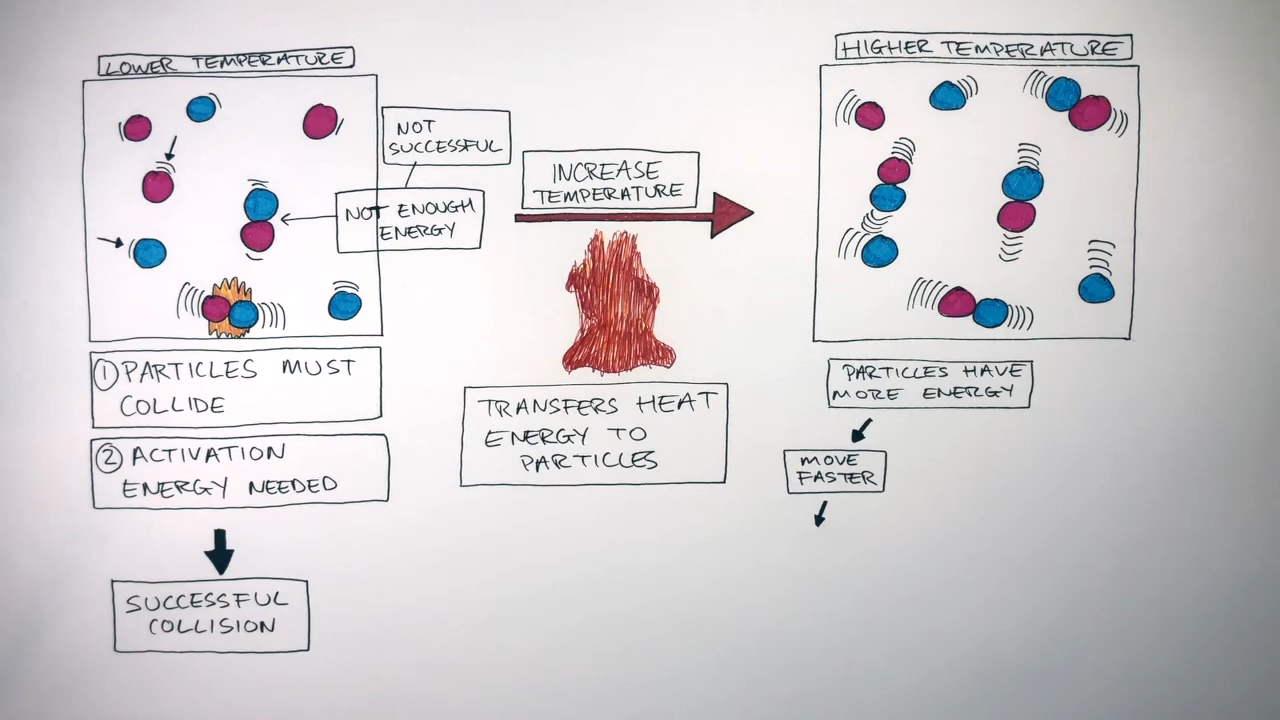 LOWER TEMPERATURE
NOT
SUCCESSFUL
NOT ENOUGH
ENERGY
① PARTICLES MUST
COLLIDE
② ACTIVATION
ENERGY NEEDED
SUCCESSFUL
COLLISION
INCREASE
TEMPERATURE
TRANSFERS HEAT
ENERGY TO
PARTICLES
HIGHER TEMPERATURE
PARTICLES HAVE
MORE ENERGY
MOVE
FASTER